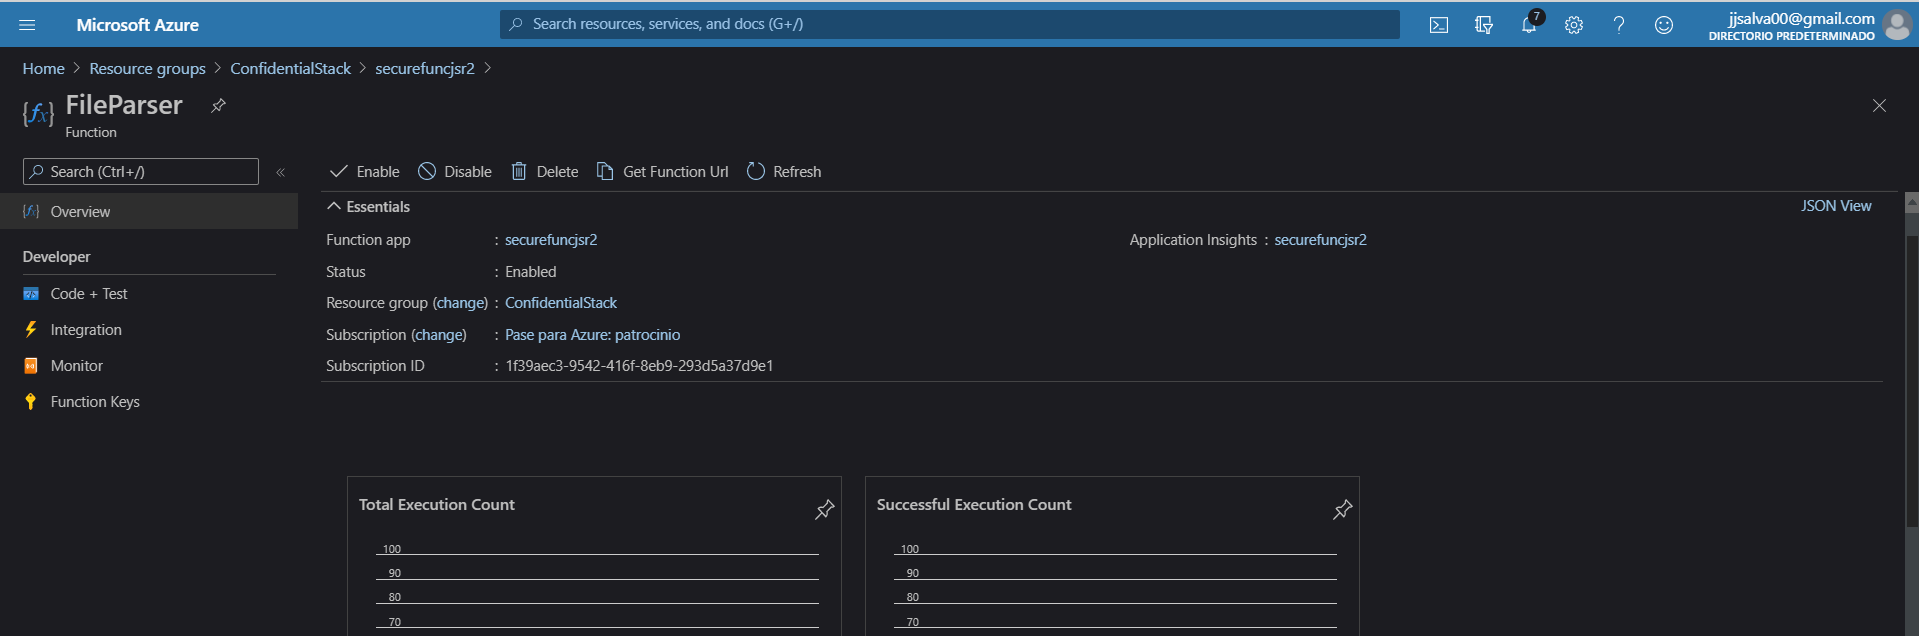 Microsoft Azure
Search resources, services, and docs (G+/)
7
jjsalva00@gmail.com
DIRECTORIO PREDETERMINADO
Home > Resource groups > ConfidentialStack > securefuncjsr2 >
{fx} FileParser
Function
Search (Ctrl+/) «
Enable Disable Delete Get Function Url Refresh
Overview
Essentials JSON View
Function app : securefuncjsr2 Application Insights : securefuncjsr2
Status : Enabled
Resource group (change) : ConfidentialStack
Subscription (change) : Pase para Azure: patrocinio
Subscription ID : 1f39aec3-9542-416f-8eb9-293d5a37d9e1
Developer
Code + Test
Integration
Monitor
Function Keys
Total Execution Count
100
90
80
70
Successful Execution Count
100
90
80
70